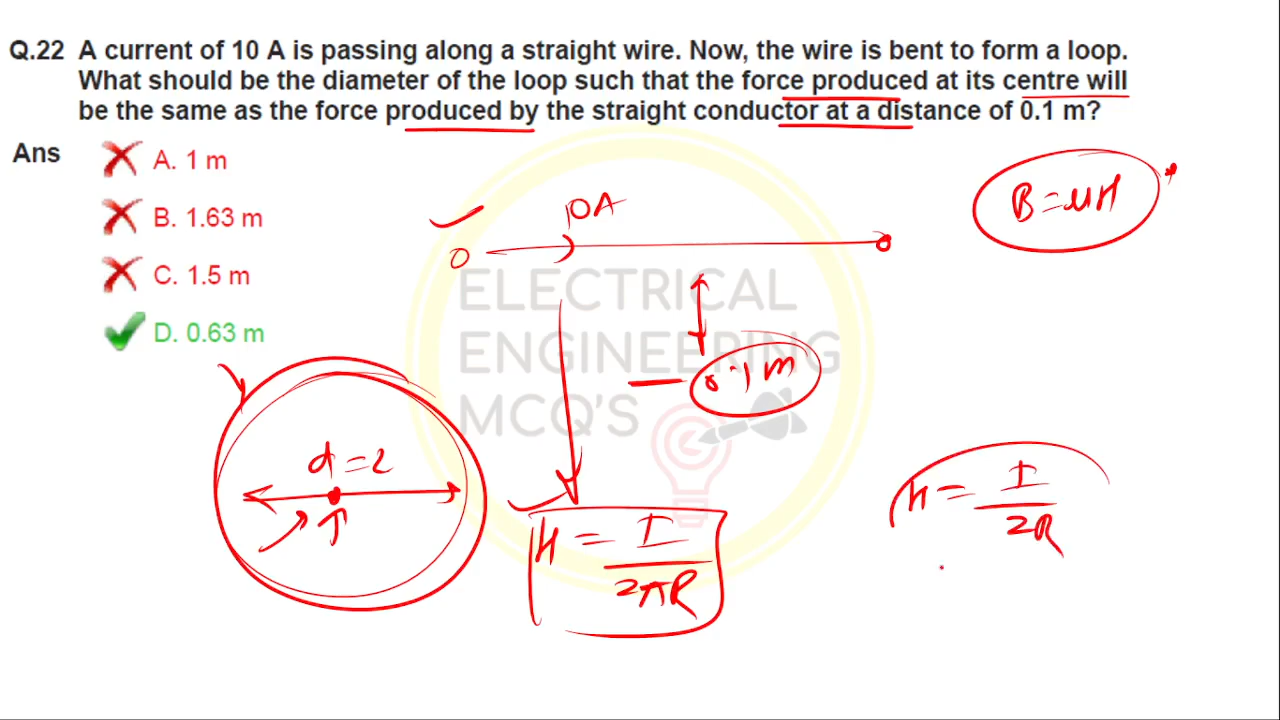 Q.22 A current of 10 A is passing along a straight wire. Now, the wire is bent to form a loop.
What should be the diameter of the loop such that the force produced at its centre will
be the same as the force produced by the straight conductor at a distance of 0.1 m?
Ans
A. 1 m
B. 1.63 m
C. 1.5 m
D. 0.63 m
10A
B = μH
ELECTRICAL
ENGINEERING
MCQ'S
0.1 m
d = 2
H = I
2πR
H = I
2R